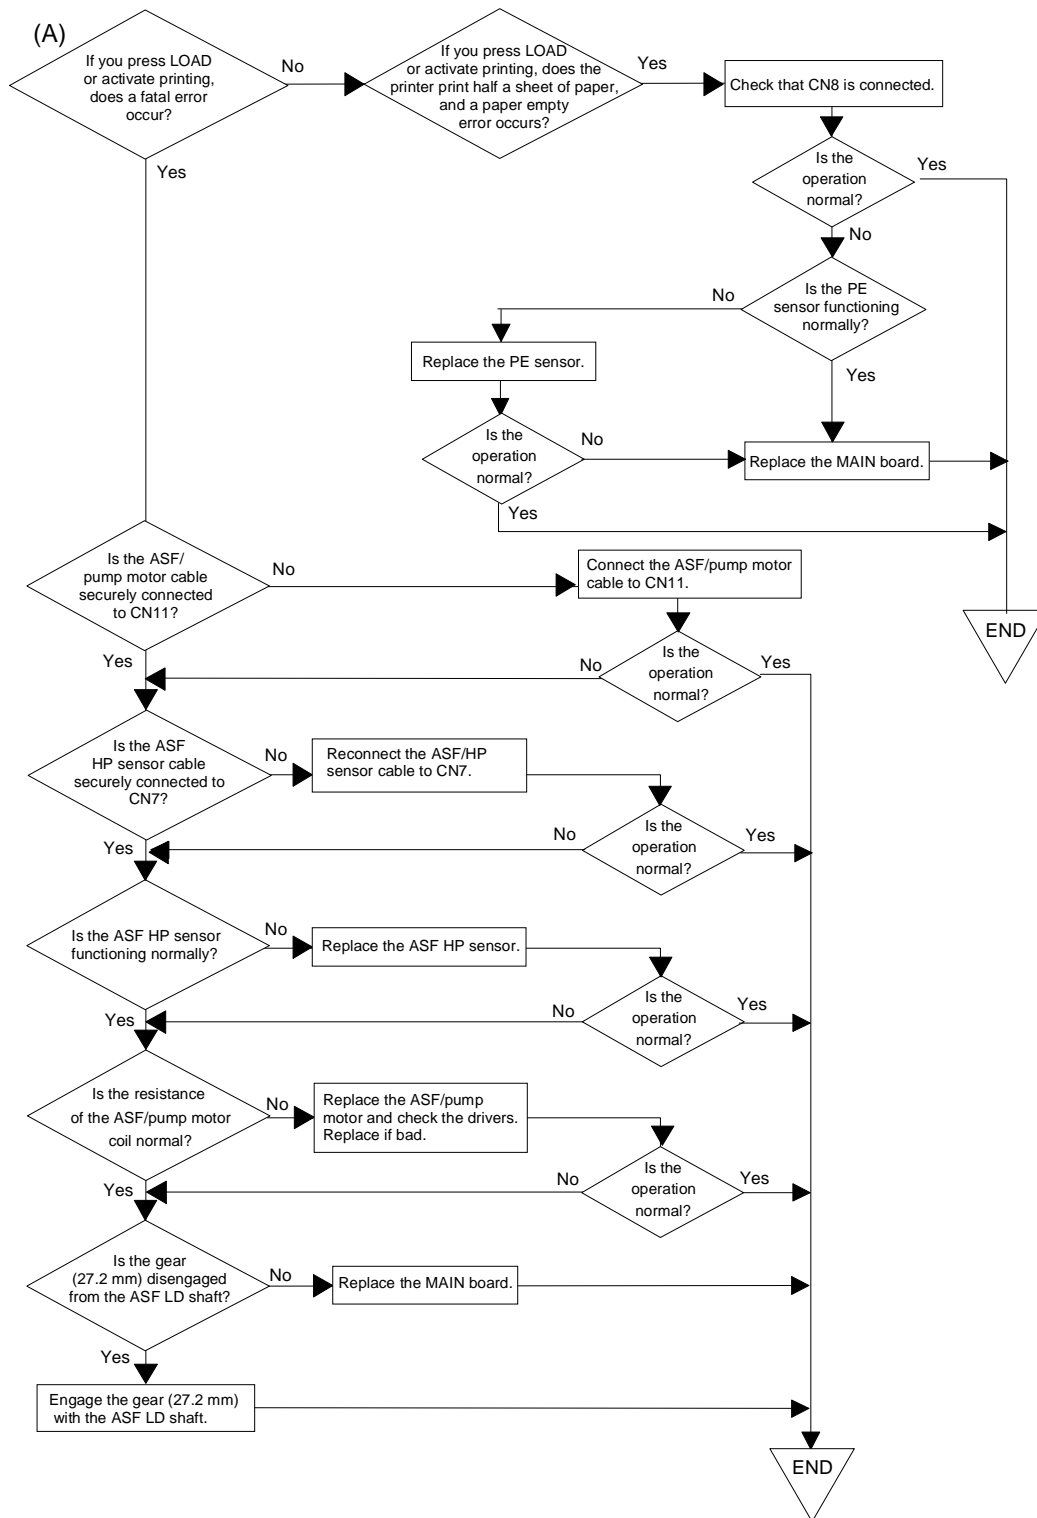 (A)
If you press LOAD
or activate printing,
does a fatal error
occur?
No
Yes
If you press LOAD
or activate printing, does the
printer print half a sheet of paper,
and a paper empty
error occurs?
Yes
Check that CN8 is connected.
Is the
operation
normal?
Yes
No
Is the PE
sensor functioning
normally?
No
Yes
Replace the PE sensor.
Is the
operation
normal?
No
Yes
Replace the MAIN board.
END
Is the ASF/
pump motor cable
securely connected
to CN11?
No
Yes
Connect the ASF/pump motor
cable to CN11.
Is the
operation
normal?
No
Yes
Is the ASF
HP sensor cable
securely connected to
CN7?
No
Yes
Reconnect the ASF/HP
sensor cable to CN7.
Is the
operation
normal?
No
Yes
Is the ASF HP sensor
functioning normally?
No
Yes
Replace the ASF HP sensor.
Is the
operation
normal?
No
Yes
Is the resistance
of the ASF/pump motor
coil normal?
No
Yes
Replace the ASF/pump
motor and check the drivers.
Replace if bad.
Is the
operation
normal?
No
Yes
Is the gear
(27.2 mm) disengaged
from the ASF LD shaft?
No
Yes
Replace the MAIN board.
Engage the gear (27.2 mm)
with the ASF LD shaft.
END